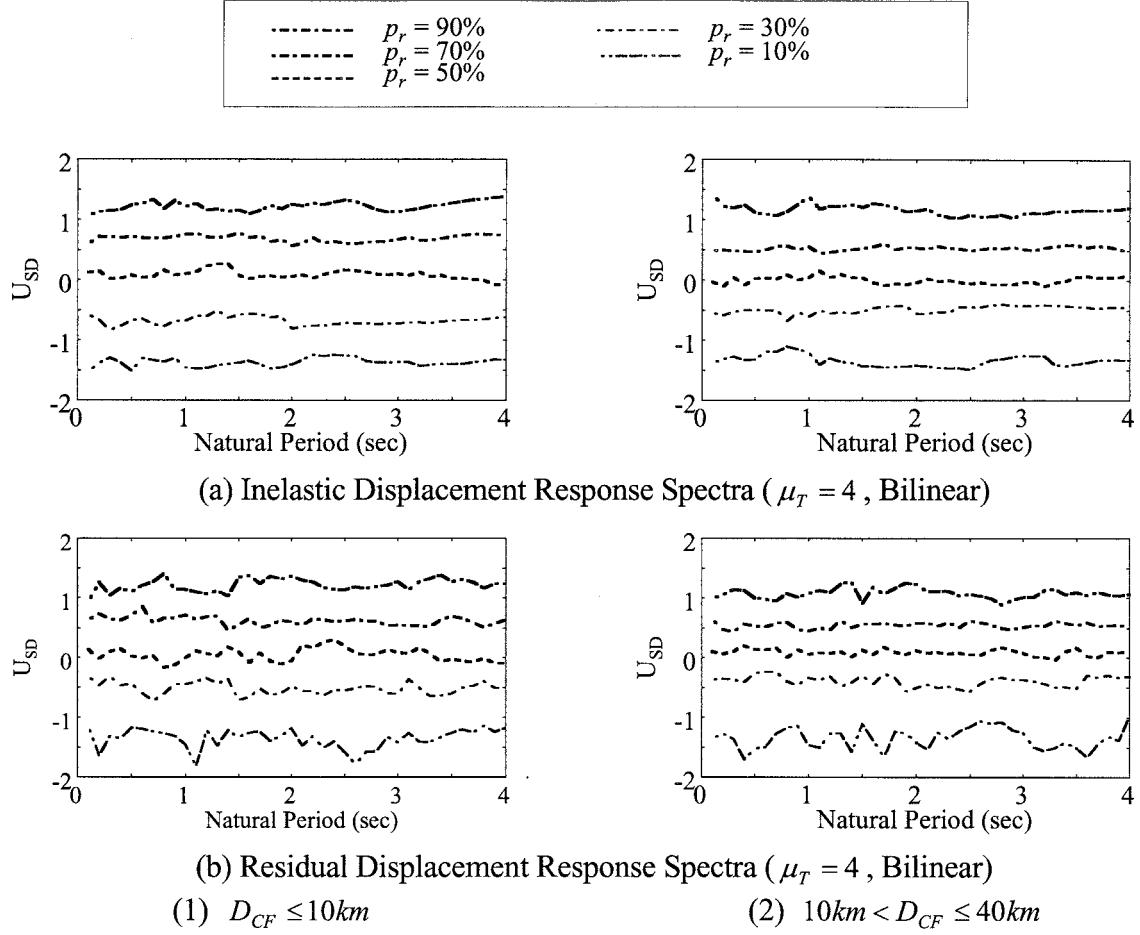 p_r = 90% p_r = 30%
p_r = 70% p_r = 10%
p_r = 50%
2 2
1 1
0 0
-1 -1
-2 -2
U_SD U_SD
0 1 2 3 4 0 1 2 3 4
Natural Period (sec) Natural Period (sec)
(a) Inelastic Displacement Response Spectra ( μ_T = 4 , Bilinear)
2 2
1 1
0 0
-1 -1
-2 -2
U_SD U_SD
0 1 2 3 4 0 1 2 3 4
Natural Period (sec) Natural Period (sec)
(b) Residual Displacement Response Spectra ( μ_T = 4 , Bilinear)
(1) D_CF ≤ 10km (2) 10km < D_CF ≤ 40km